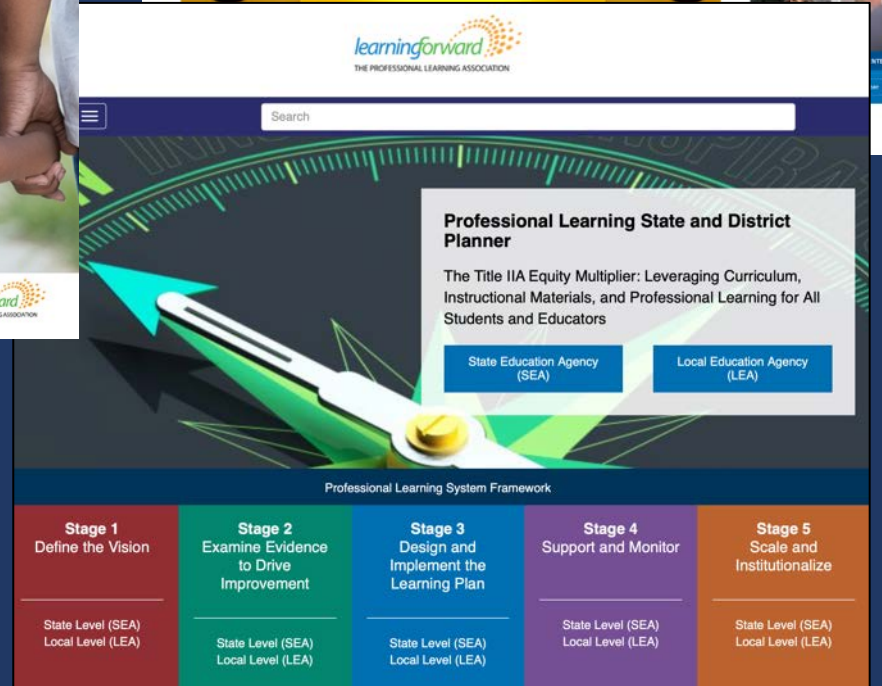 learningforward
THE PROFESSIONAL LEARNING ASSOCIATION
Search
Professional Learning State and District
Planner
The Title IIA Equity Multiplier: Leveraging Curriculum,
Instructional Materials, and Professional Learning for All
Students and Educators
State Education Agency
(SEA)
Local Education Agency
(LEA)
Professional Learning System Framework
Stage 1
Define the Vision
State Level (SEA)
Local Level (LEA)
Stage 2
Examine Evidence
to Drive
Improvement
State Level (SEA)
Local Level (LEA)
Stage 3
Design and
Implement the
Learning Plan
State Level (SEA)
Local Level (LEA)
Stage 4
Support and Monitor
State Level (SEA)
Local Level (LEA)
Stage 5
Scale and
Institutionalize
State Level (SEA)
Local Level (LEA)